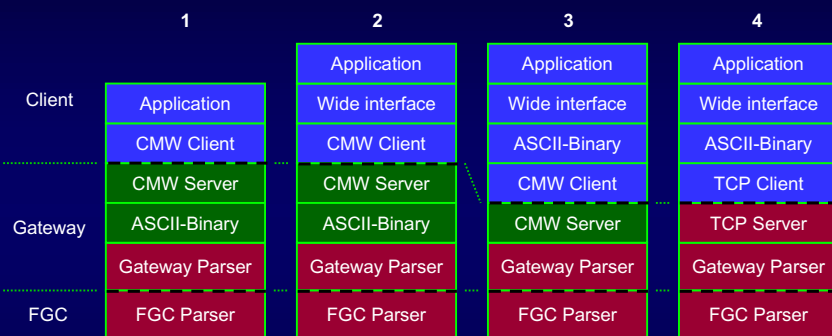 1 2 3 4
Application Application Application
Client Application Wide interface Wide interface Wide interface
CMW Client CMW Client ASCII-Binary ASCII-Binary
CMW Server CMW Server CMW Client TCP Client
Gateway ASCII-Binary ASCII-Binary CMW Server TCP Server
Gateway Parser Gateway Parser Gateway Parser Gateway Parser
FGC FGC Parser FGC Parser FGC Parser FGC Parser